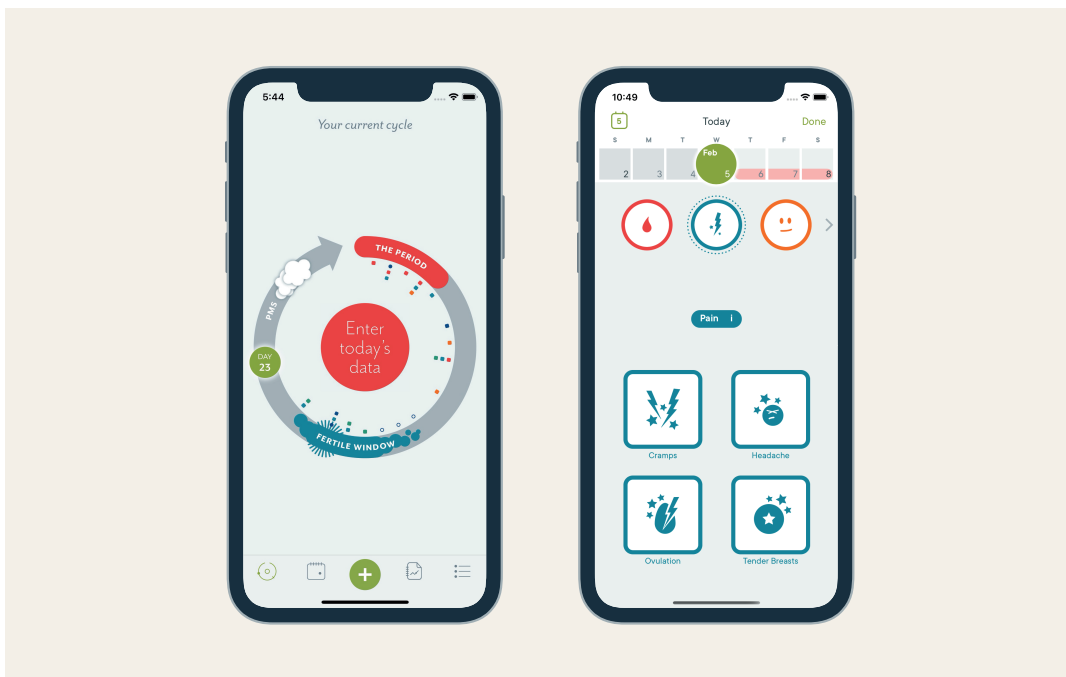 5:44
Your current cycle
THE PERIOD
PMS
Enter
today's
data
DAY
23
FERTILE WINDOW
10:49
5
Today
Done
S M T W T F S
Feb
2 3 4 5 6 7 8
Pain i
Cramps
Headache
Ovulation
Tender Breasts